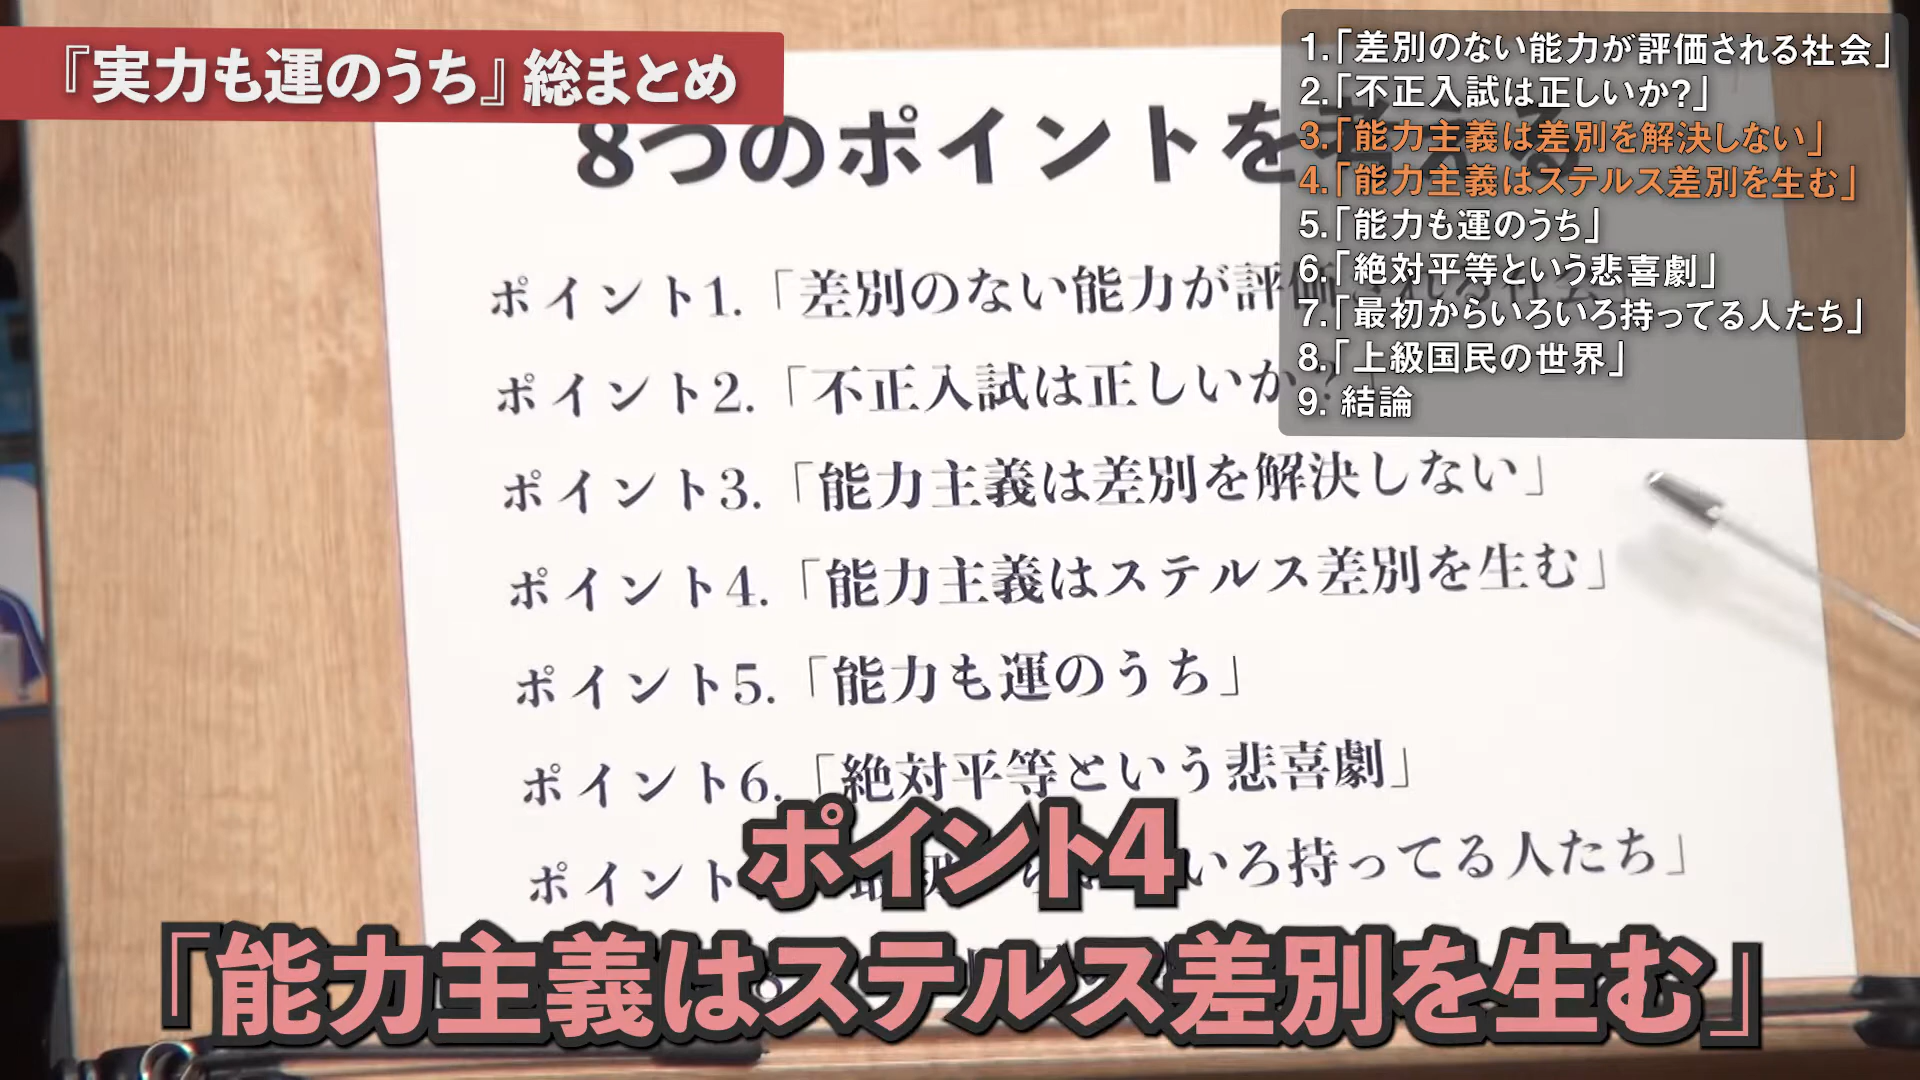 『実力も運のうち』総まとめ
1.「差別のない能力が評価される社会」
2.「不正入試は正しいか?」
3.「能力主義は差別を解決しない」
4.「能力主義はステルス差別を生む」
5.「能力も運のうち」
6.「絶対平等という悲喜劇」
7.「最初からいろいろ持ってる人たち」
8.「上級国民の世界」
9. 結論
8つのポイントを考える
ポイント1.「差別のない能力が評価される社会
ポイント2.「不正入試は正しいか?」
ポイント3.「能力主義は差別を解決しない」
ポイント4.「能力主義はステルス差別を生む」
ポイント5.「能力も運のうち」
ポイント6.「絶対平等という悲喜劇」
ポイント いろ持ってる人たち」
ポイント4
『能力主義はステルス差別を生む』